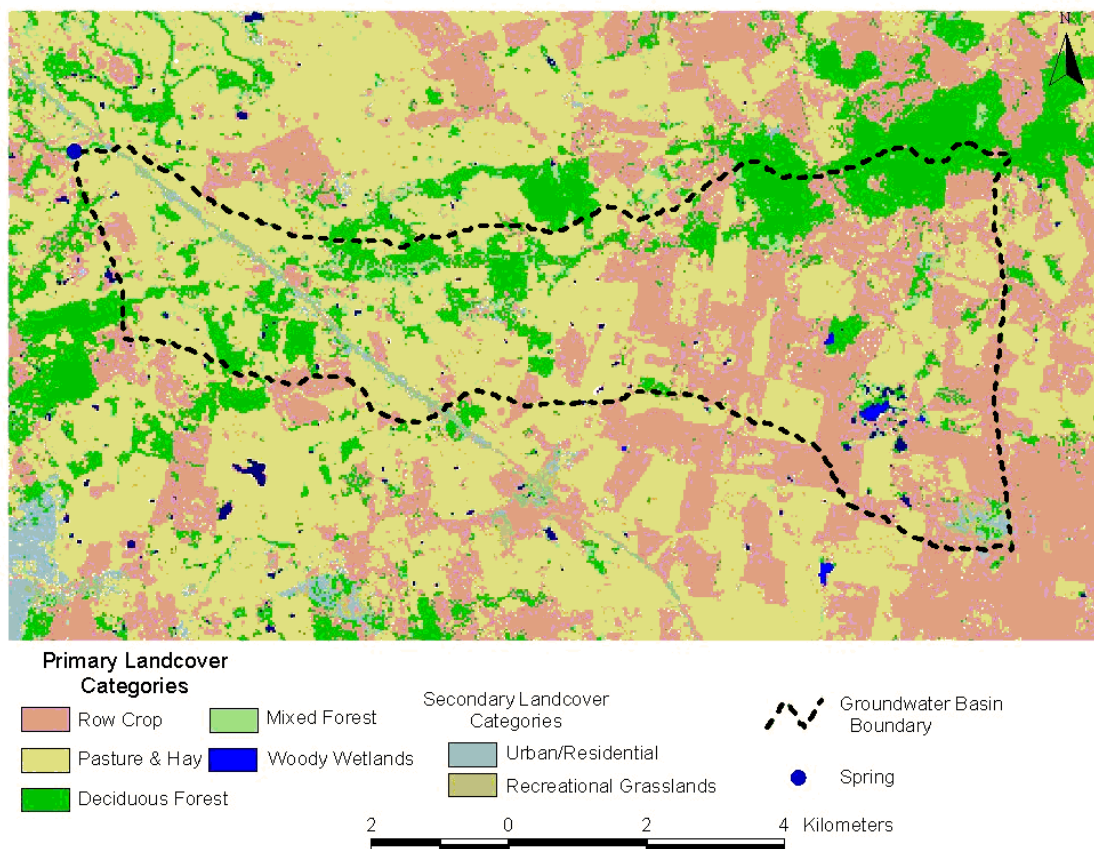 N
Primary Landcover
Categories
Row Crop
Pasture & Hay
Deciduous Forest
Mixed Forest
Woody Wetlands
Secondary Landcover
Categories
Urban/Residential
Recreational Grasslands
Groundwater Basin
Boundary
Spring
2 0 2 4 Kilometers